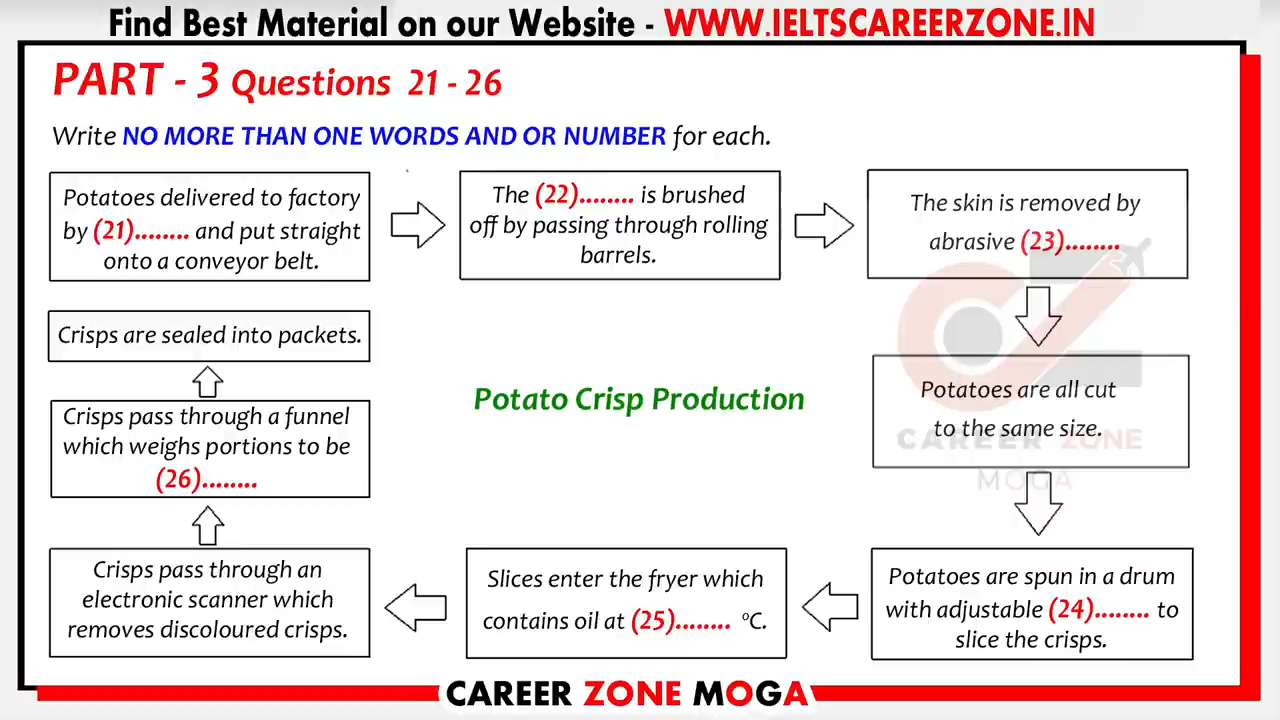 Find Best Material on our Website - WWW.IELTSCAREERZONE.IN
PART - 3 Questions 21 - 26
Write NO MORE THAN ONE WORDS AND OR NUMBER for each.
Potatoes delivered to factory
by (21)........ and put straight
onto a conveyor belt.
The (22)........ is brushed
off by passing through rolling
barrels.
The skin is removed by
abrasive (23)........
Potatoes are all cut
to the same size.
Potatoes are spun in a drum
with adjustable (24)........ to
slice the crisps.
Slices enter the fryer which
contains oil at (25)........ ºC.
Crisps pass through an
electronic scanner which
removes discoloured crisps.
Crisps pass through a funnel
which weighs portions to be
(26)........
Crisps are sealed into packets.
Potato Crisp Production
CAREER ZONE
MOGA
CAREER ZONE MOGA